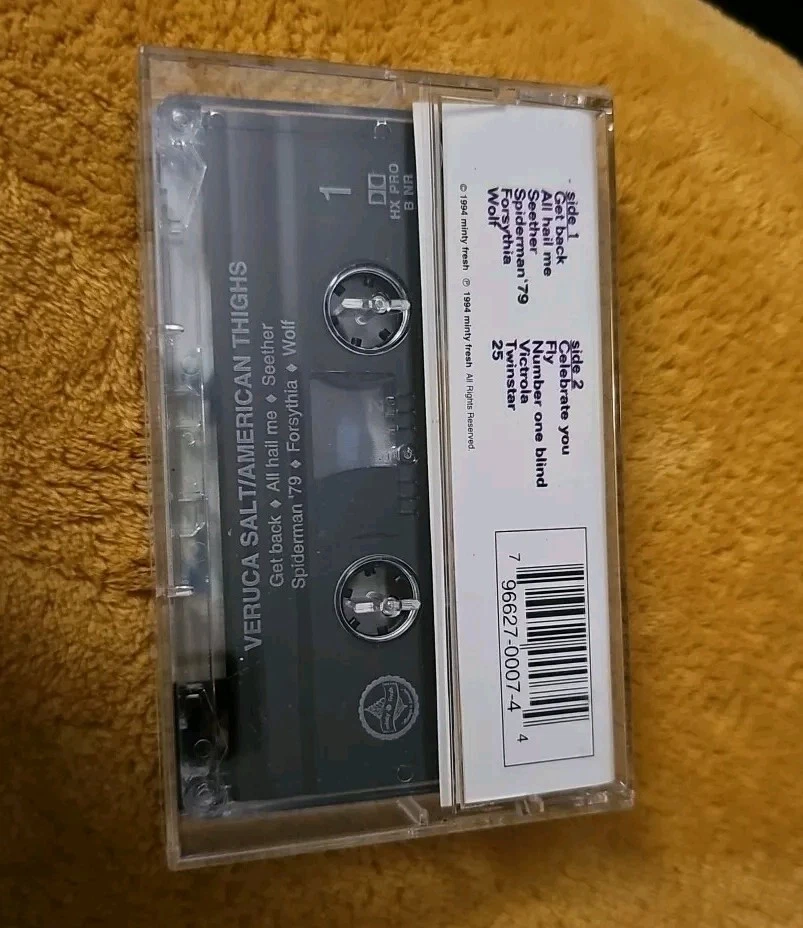 VERUCA SALT/AMERICAN THIGHS
Get back ♦ All hail me ♦ Seether
Spiderman '79 ♦ Forsythia ♦ Wolf
1
HX PRO
B NR
side 1
Get back
All hail me
Seether
Spiderman'79
Forsythia
Wolf
side 2
Celebrate you
Fly
Number one blind
Victrola
Twinstar
25
© 1994 minty fresh ℗ 1994 minty fresh All Rights Reserved.
7 96627-0007-4 4